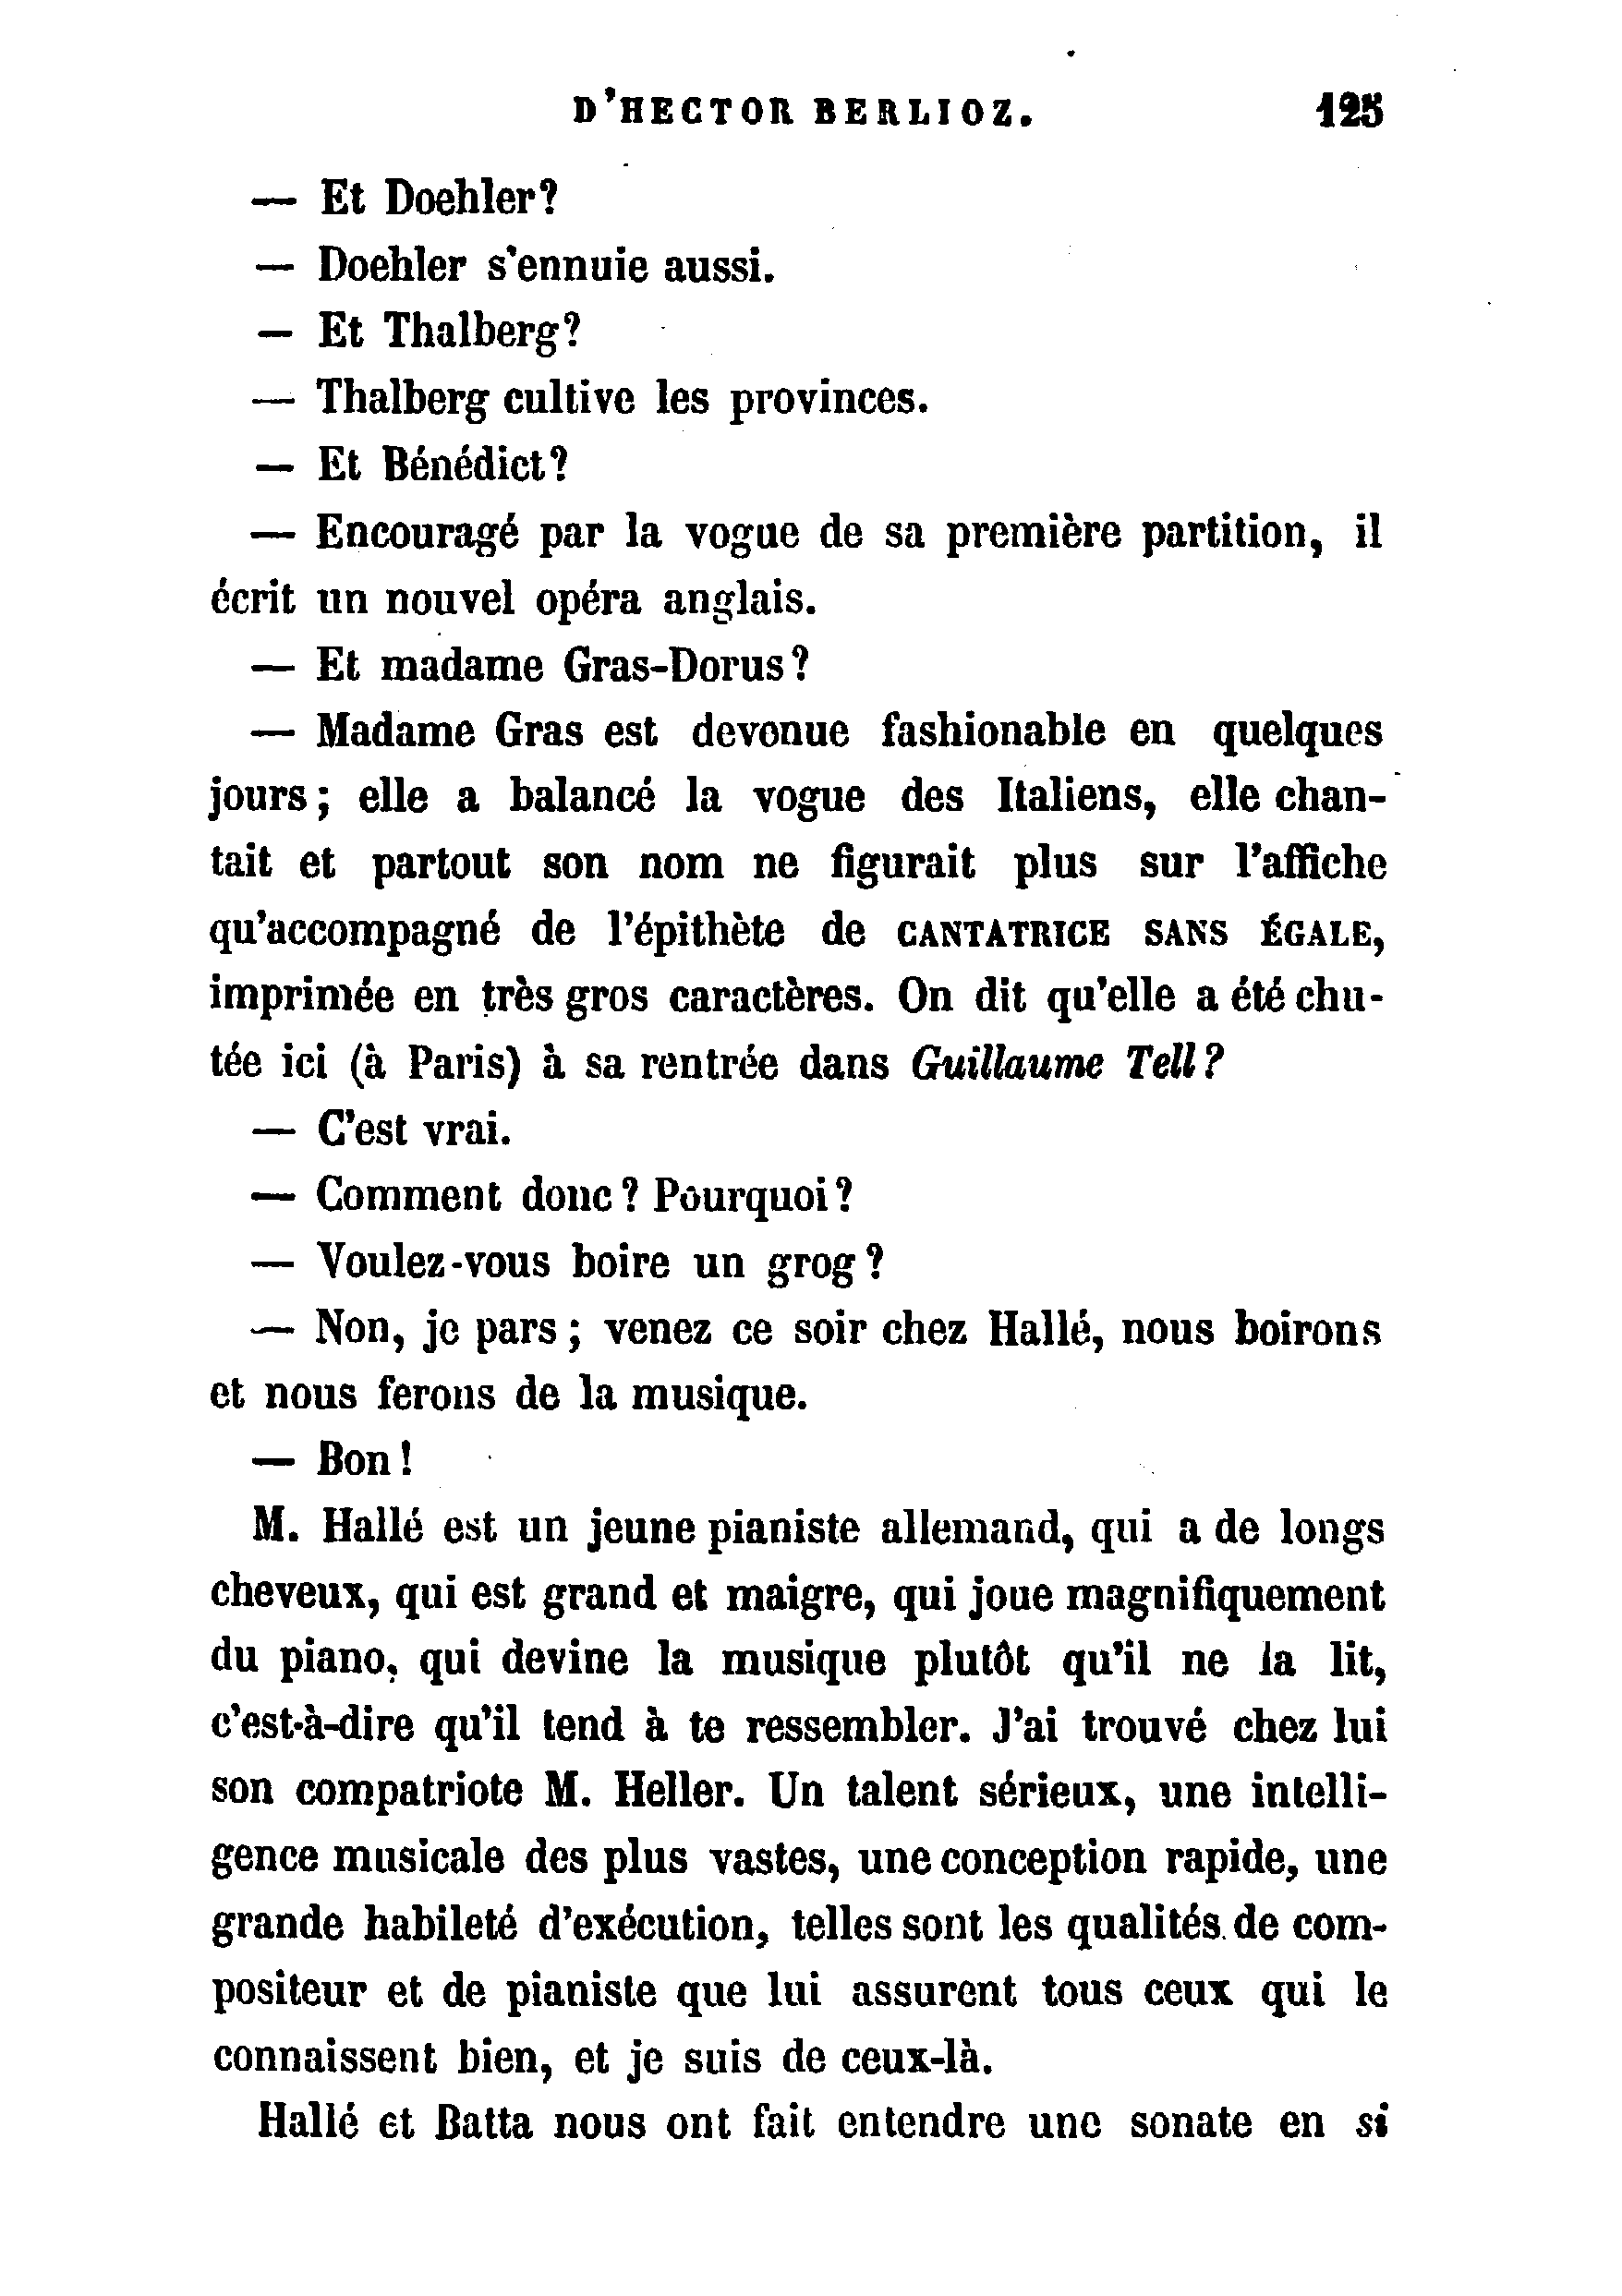 D'HECTOR BERLIOZ. 125
— Et Doehler?
— Doehler s'ennuie aussi.
— Et Thalberg?
— Thalberg cultive les provinces.
— Et Bénédict?
— Encouragé par la vogue de sa première partition, il
écrit un nouvel opéra anglais.
— Et madame Gras-Dorus?
— Madame Gras est devenue fashionable en quelques
jours; elle a balancé la vogue des Italiens, elle chan-
tait et partout son nom ne figurait plus sur l'affiche
qu'accompagné de l'épithète de CANTATRICE SANS ÉGALE,
imprimée en très gros caractères. On dit qu'elle a été chu-
tée ici (à Paris) à sa rentrée dans Guillaume Tell?
— C'est vrai.
— Comment donc? Pourquoi?
— Voulez-vous boire un grog?
— Non, je pars; venez ce soir chez Hallé, nous boirons
et nous ferons de la musique.
— Bon!
M. Hallé est un jeune pianiste allemand, qui a de longs
cheveux, qui est grand et maigre, qui joue magnifiquement
du piano, qui devine la musique plutôt qu'il ne la lit,
c'est-à-dire qu'il tend à te ressembler. J'ai trouvé chez lui
son compatriote M. Heller. Un talent sérieux, une intelli-
gence musicale des plus vastes, une conception rapide, une
grande habileté d'exécution, telles sont les qualités de com-
positeur et de pianiste que lui assurent tous ceux qui le
connaissent bien, et je suis de ceux-là.
Hallé et Batta nous ont fait entendre une sonate en si